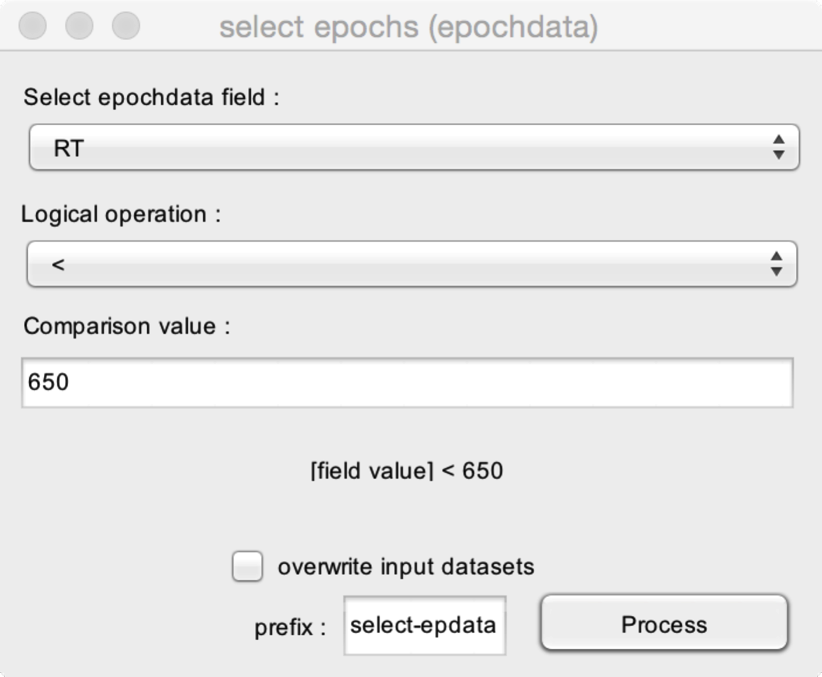 select epochs (epochdata)
Select epochdata field :
RT
Logical operation :
<
Comparison value :
650
[field value] < 650
overwrite input datasets
prefix : select-epdata Process